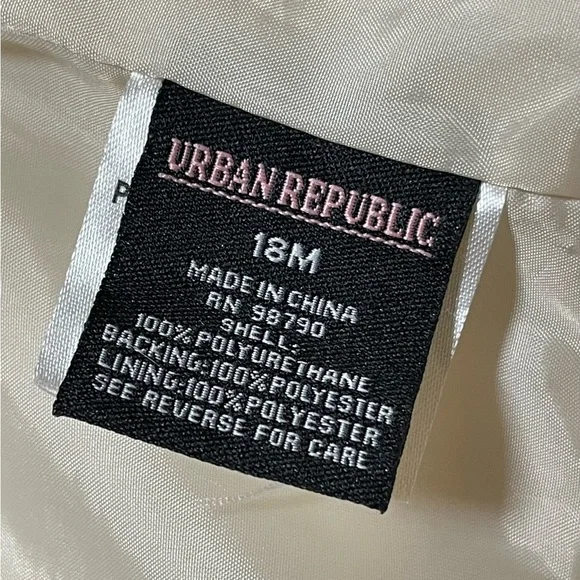 URBAN REPUBLIC
18M
MADE IN CHINA
RN 98790
SHELL:
100% POLYURETHANE
BACKING:100% POLYESTER
LINING:100% POLYESTER
SEE REVERSE FOR CARE
P